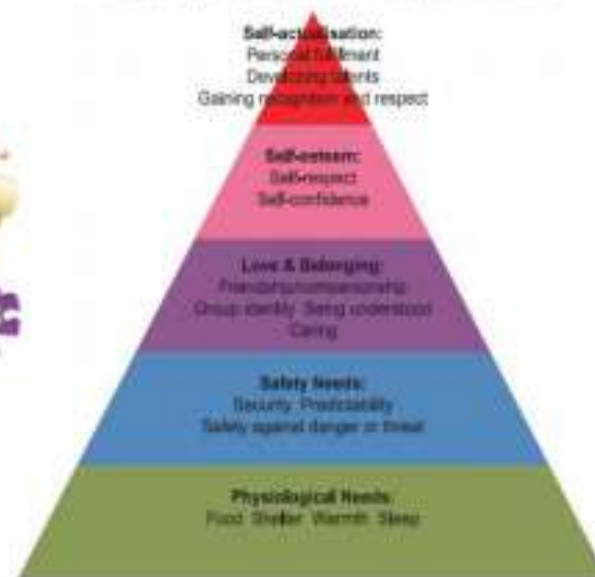 Self-actualisation:
Personal fulfilment
Developing talents
Gaining recognition and respect
Self-esteem:
Self-respect
Self-confidence
Love & Belonging:
Friendship/companionship
Group identity Being understood
Caring
Safety Needs:
Security Predictability
Safety against danger or threat
Physiological Needs:
Food Shelter Warmth Sleep